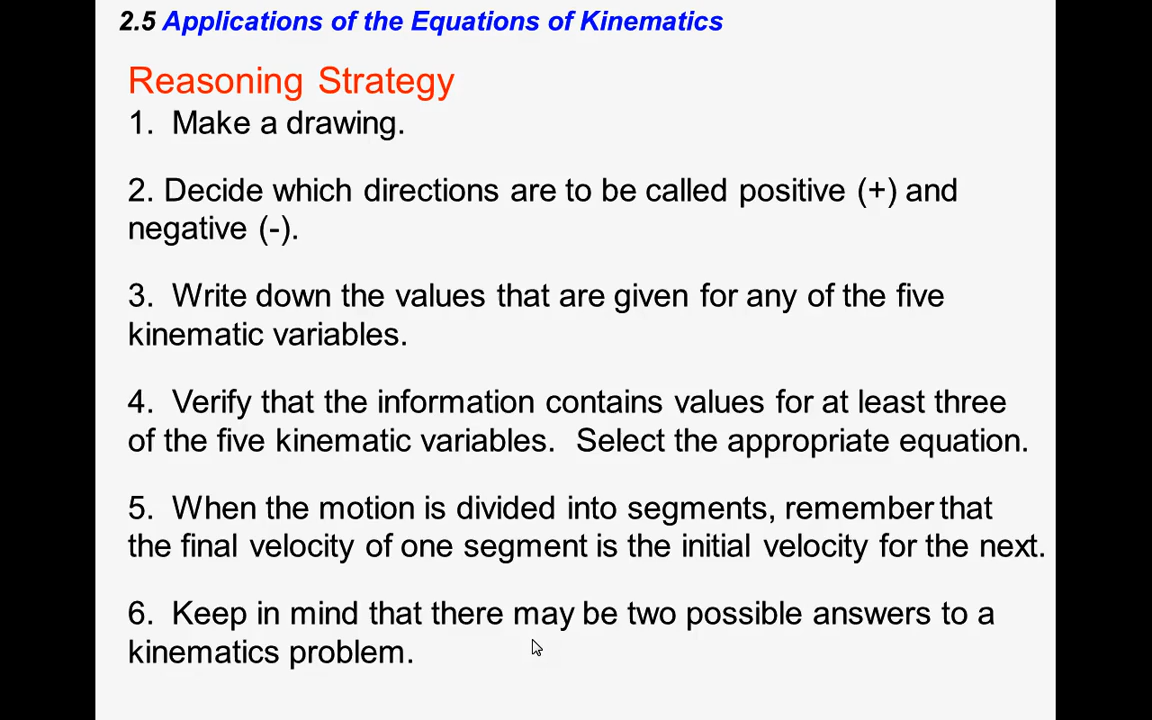 2.5 Applications of the Equations of Kinematics
Reasoning Strategy
1. Make a drawing.
2. Decide which directions are to be called positive (+) and
negative (-).
3. Write down the values that are given for any of the five
kinematic variables.
4. Verify that the information contains values for at least three
of the five kinematic variables. Select the appropriate equation.
5. When the motion is divided into segments, remember that
the final velocity of one segment is the initial velocity for the next.
6. Keep in mind that there may be two possible answers to a
kinematics problem.